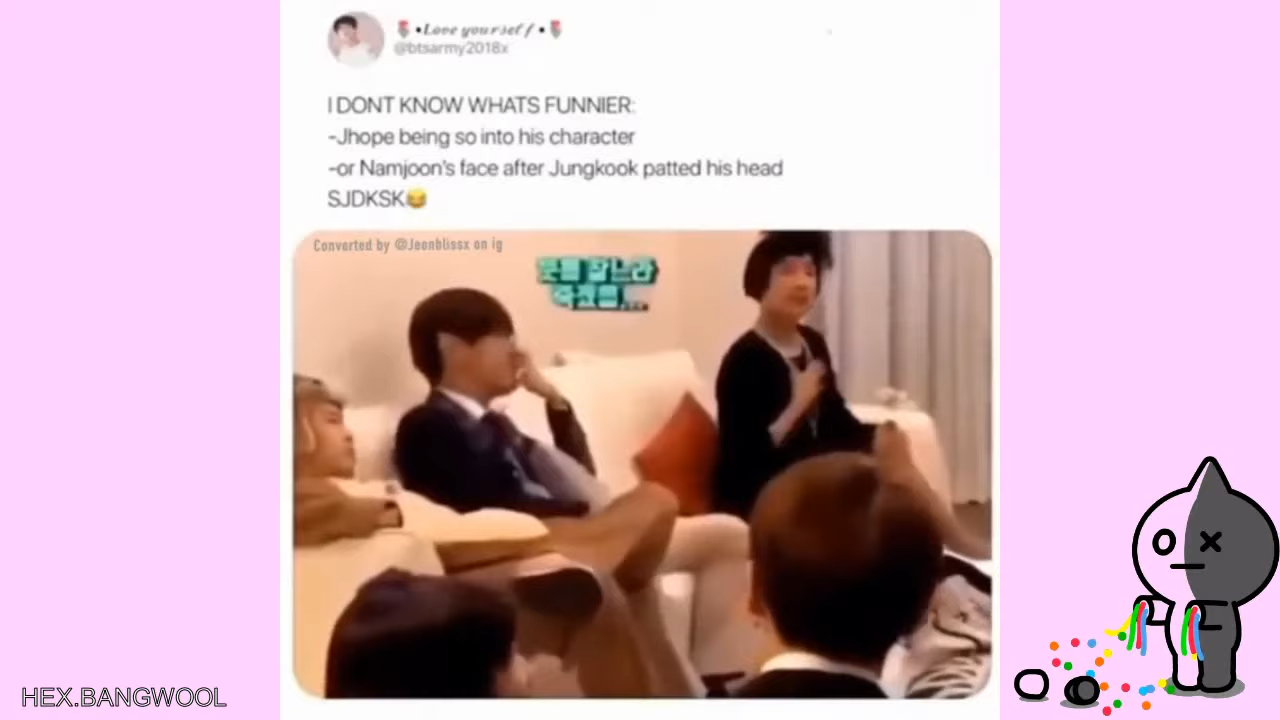 🌷•𝑳𝒐𝒗𝒆 𝒚𝒐𝒖𝒓𝒔𝒆𝒍𝒇•🌷
@btsarmy2018x
I DONT KNOW WHATS FUNNIER:
-Jhope being so into his character
-or Namjoon's face after Jungkook patted his head
SJDKSK😂
Converted by @Jeonblissx on ig
HEX.BANGWOOL